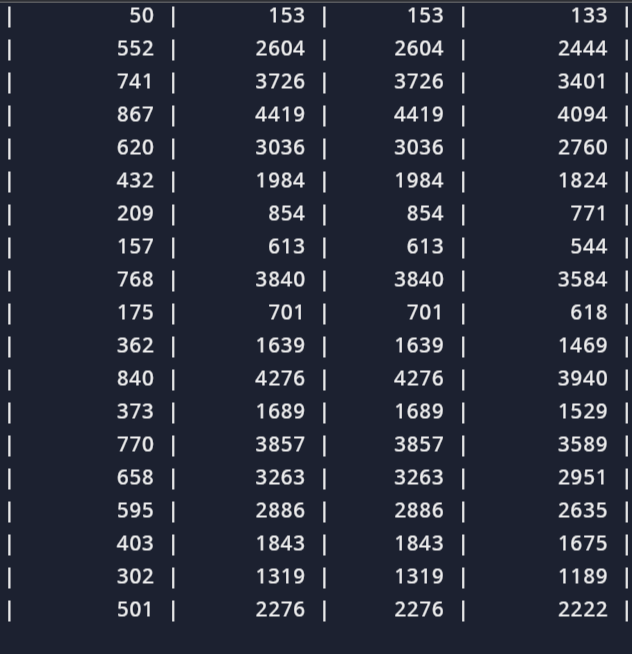 | 50 | 153 | 153 | 133 |
| 552 | 2604 | 2604 | 2444 |
| 741 | 3726 | 3726 | 3401 |
| 867 | 4419 | 4419 | 4094 |
| 620 | 3036 | 3036 | 2760 |
| 432 | 1984 | 1984 | 1824 |
| 209 | 854 | 854 | 771 |
| 157 | 613 | 613 | 544 |
| 768 | 3840 | 3840 | 3584 |
| 175 | 701 | 701 | 618 |
| 362 | 1639 | 1639 | 1469 |
| 840 | 4276 | 4276 | 3940 |
| 373 | 1689 | 1689 | 1529 |
| 770 | 3857 | 3857 | 3589 |
| 658 | 3263 | 3263 | 2951 |
| 595 | 2886 | 2886 | 2635 |
| 403 | 1843 | 1843 | 1675 |
| 302 | 1319 | 1319 | 1189 |
| 501 | 2276 | 2276 | 2222 |